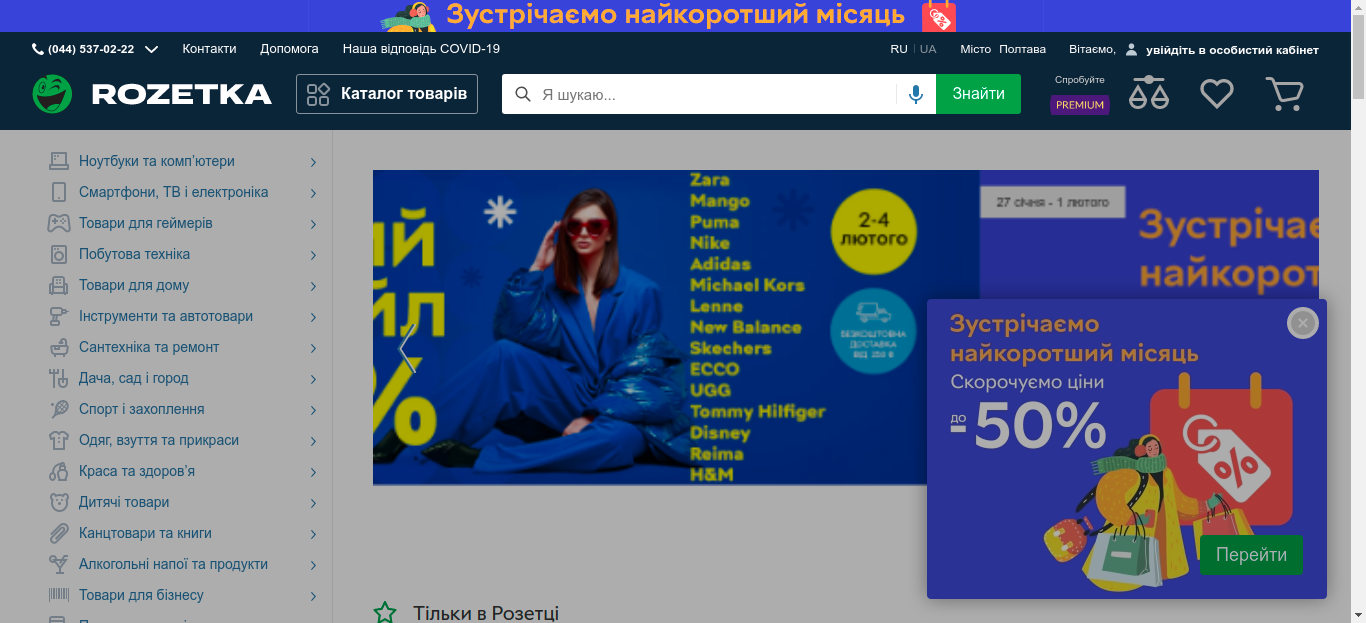 Зустрічаємо найкоротший місяць
(044) 537-02-22
Контакти
Допомога
Наша відповідь COVID-19
RU | UA
Місто Полтава
Вітаємо, увійдіть в особистий кабінет
ROZETKA
Каталог товарів
Я шукаю...
Знайти
Спробуйте
PREMIUM
Ноутбуки та комп'ютери
Смартфони, ТВ і електроніка
Товари для геймерів
Побутова техніка
Товари для дому
Інструменти та автотовари
Сантехніка та ремонт
Дача, сад і город
Спорт і захоплення
Одяг, взуття та прикраси
Краса та здоров'я
Дитячі товари
Канцтовари та книги
Алкогольні напої та продукти
Товари для бізнесу
ий
йл
%
Zara
Mango
Puma
Nike
Adidas
Michael Kors
Lenne
New Balance
Skechers
ECCO
UGG
Tommy Hilfiger
Disney
Reima
H&M
2-4
ЛЮТОГО
БЕЗКОШТОВНА
ДОСТАВКА
27 січня - 1 лютого
Зустрічає
найкорот
Зустрічаємо
найкоротший місяць
Скорочуємо ціни
до
-50%
%
Перейти
Тільки в Розетці